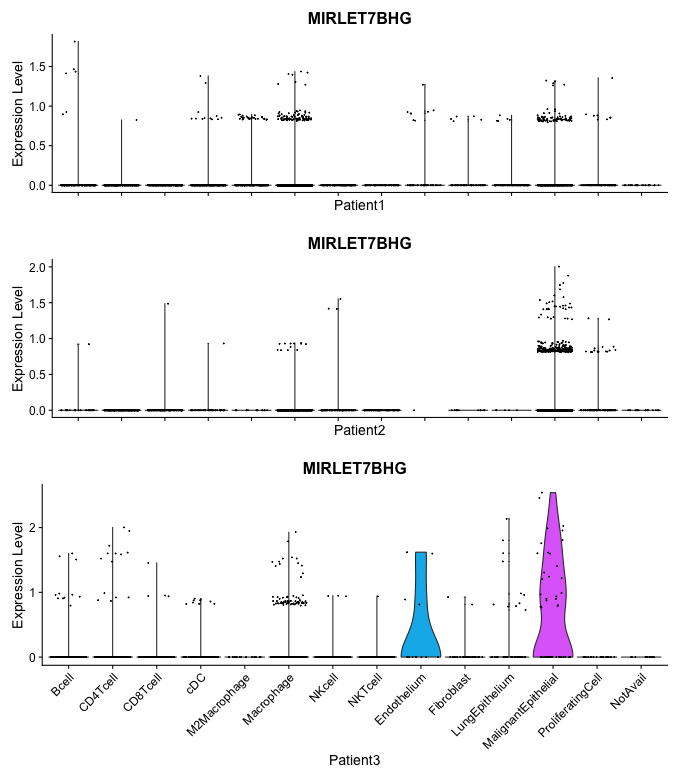 MIRLET7BHG
Expression Level
1.5
1.0
0.5
0.0
Patient1
MIRLET7BHG
Expression Level
2.0
1.5
1.0
0.5
0.0
Patient2
MIRLET7BHG
Expression Level
2
1
0
Bcell
CD4Tcell
CD8Tcell
cDC
M2Macrophage
Macrophage
NKcell
NKTcell
Endothelium
Fibroblast
LungEpithelium
MalignantEpithelial
ProliferatingCell
NotAvail
Patient3